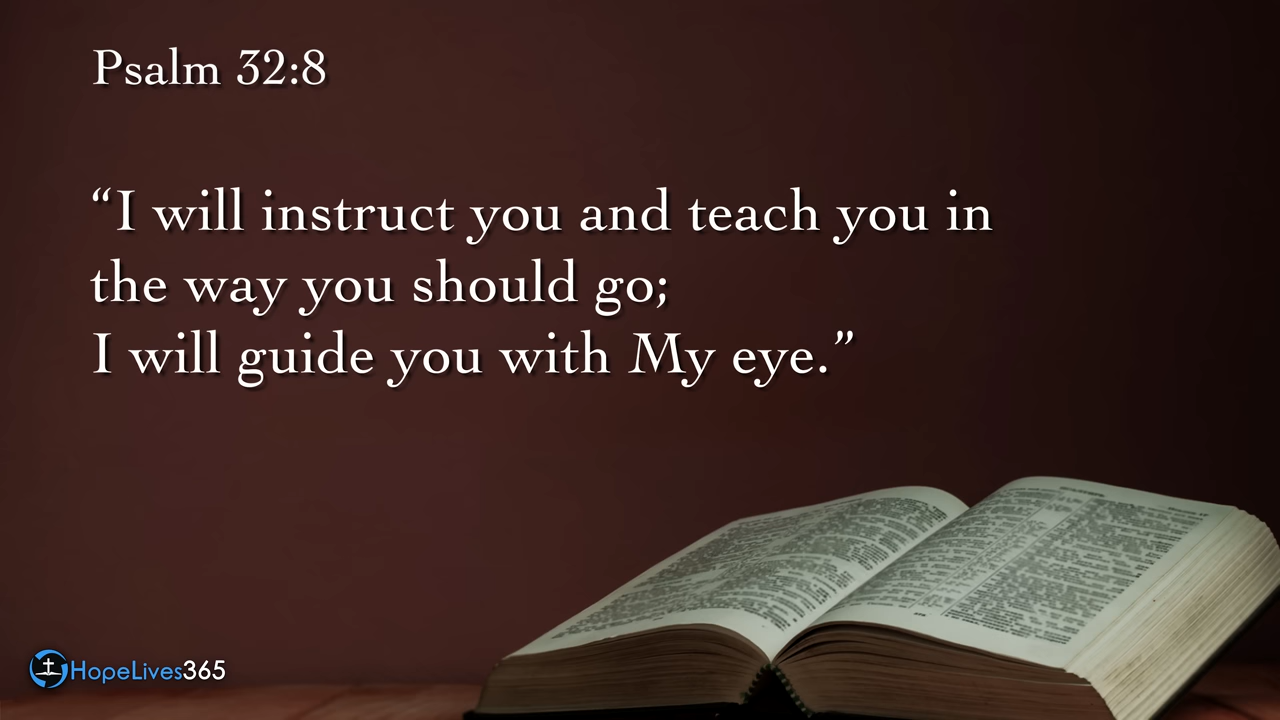 Psalm 32:8
“I will instruct you and teach you in
the way you should go;
I will guide you with My eye.”
HopeLives365